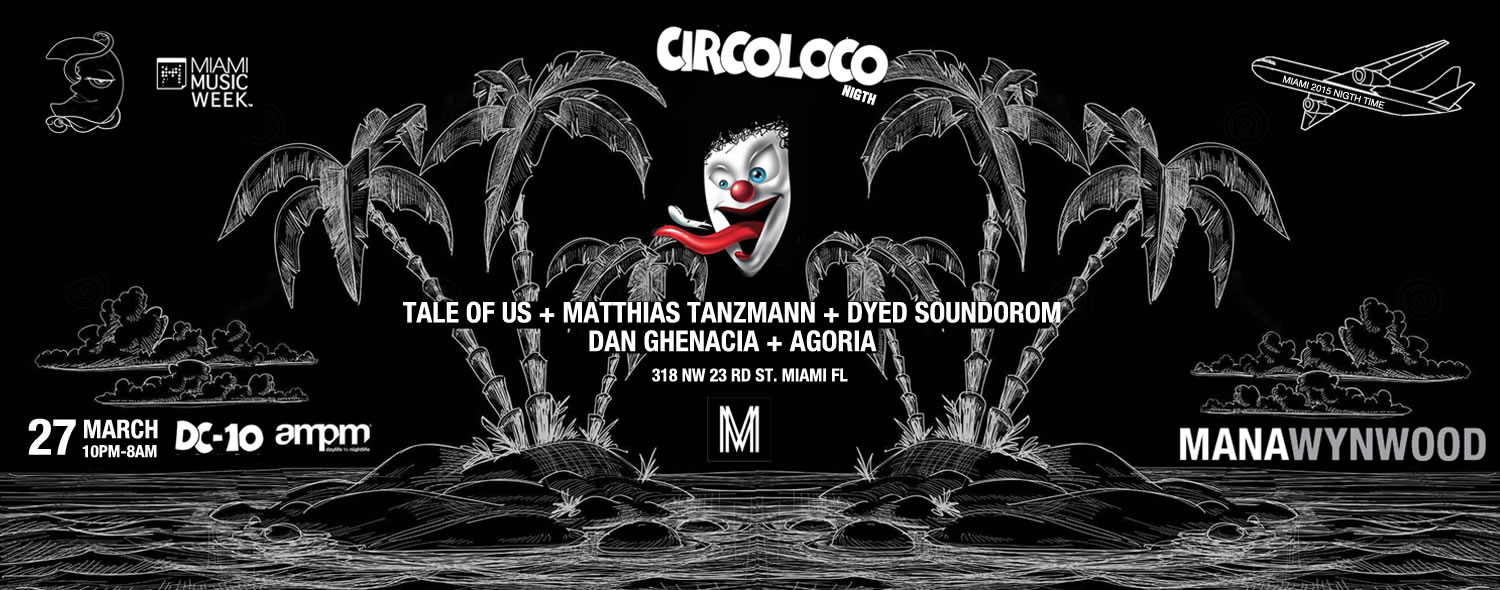 MIAMI
MUSIC
WEEK™
CIRCOLOCO
NIGTH
MIAMI 2015 NIGTH TIME
TALE OF US + MATTHIAS TANZMANN + DYED SOUNDOROM
DAN GHENACIA + AGORIA
318 NW 23 RD ST. MIAMI FL
27 MARCH
10PM-8AM
DC-10
ampm
daylife to nightlife
M
MANAWYNWOOD